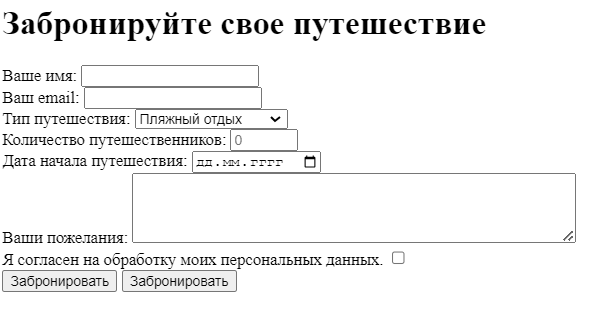 Забронируйте свое путешествие
Ваше имя:
Ваш email:
Тип путешествия: Пляжный отдых
Количество путешественников: 0
Дата начала путешествия: дд.мм.гггг
Ваши пожелания:
Я согласен на обработку моих персональных данных.
Забронировать Забронировать